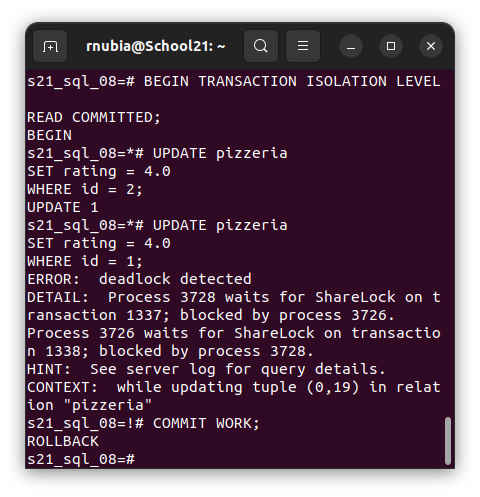 rnubia@School21: ~
s21_sql_08=# BEGIN TRANSACTION ISOLATION LEVEL
READ COMMITTED;
BEGIN
s21_sql_08=*# UPDATE pizzeria
SET rating = 4.0
WHERE id = 2;
UPDATE 1
s21_sql_08=*# UPDATE pizzeria
SET rating = 4.0
WHERE id = 1;
ERROR:  deadlock detected
DETAIL:  Process 3728 waits for ShareLock on t
ransaction 1337; blocked by process 3726.
Process 3726 waits for ShareLock on transactio
n 1338; blocked by process 3728.
HINT:  See server log for query details.
CONTEXT:  while updating tuple (0,19) in relat
ion "pizzeria"
s21_sql_08=!# COMMIT WORK;
ROLLBACK
s21_sql_08=#